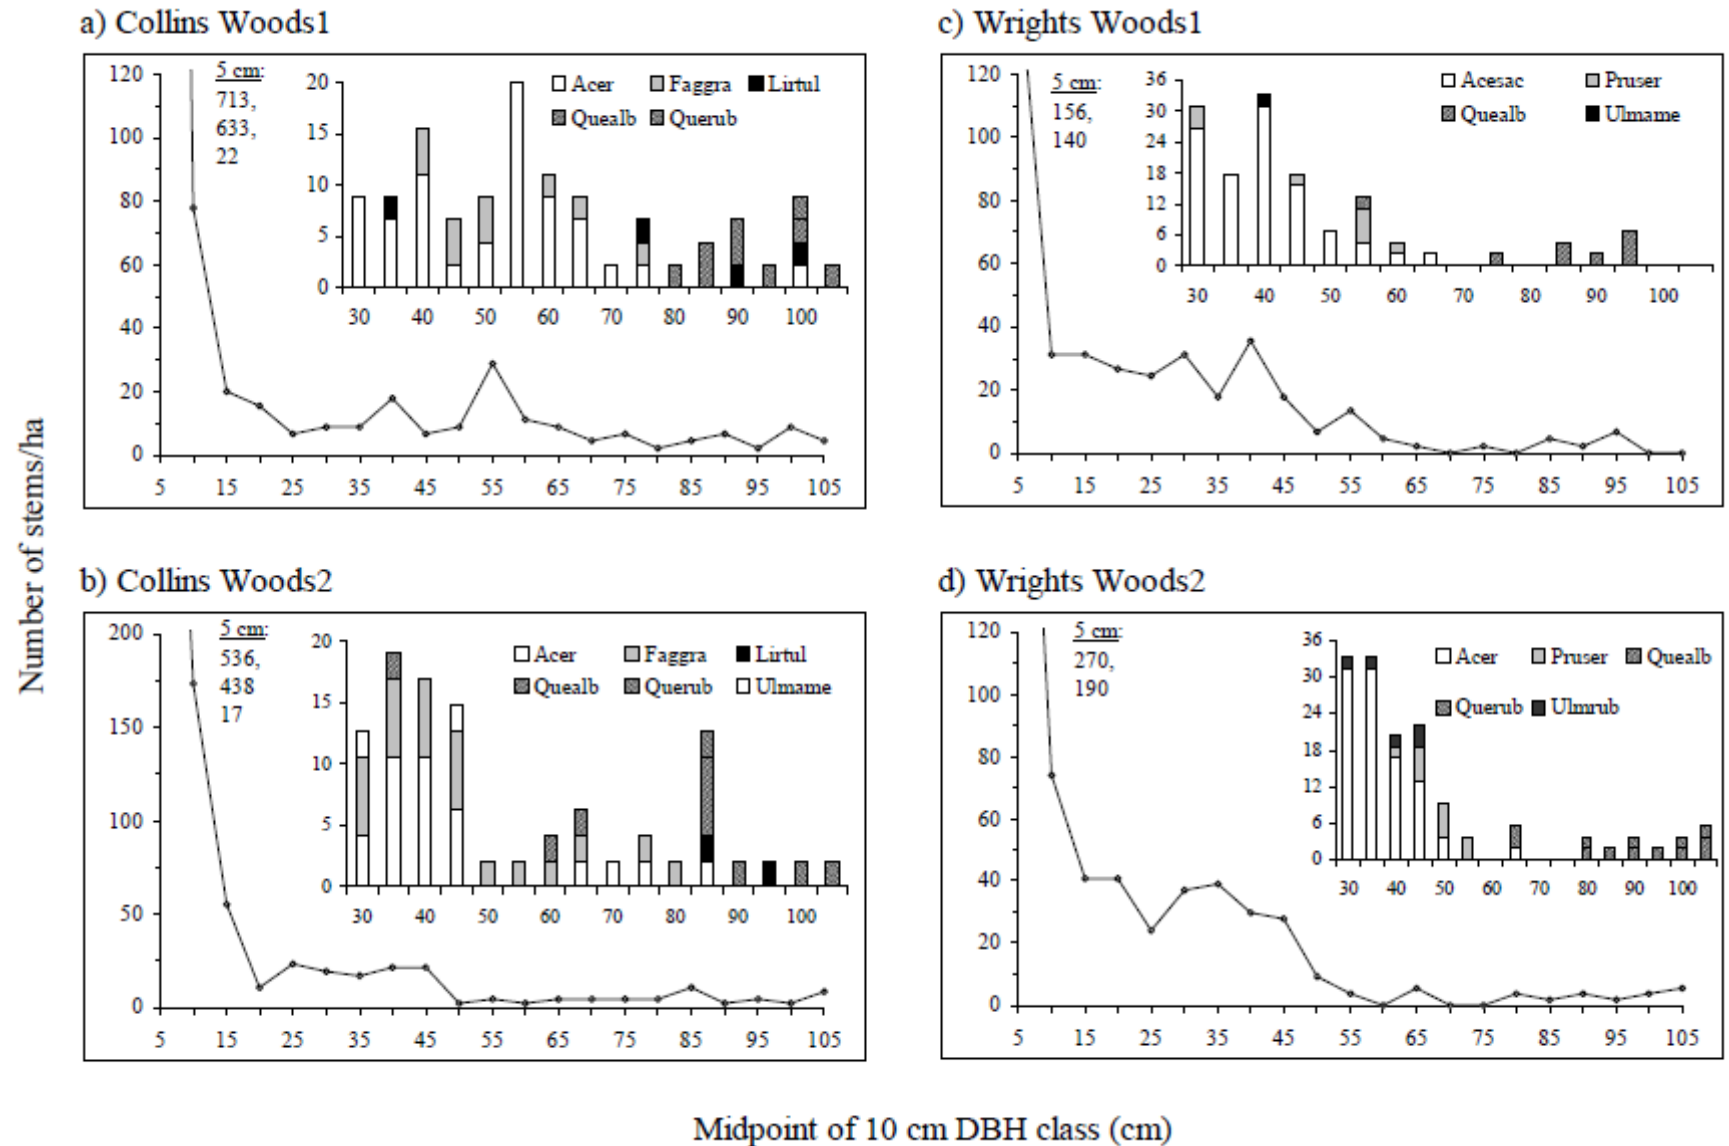 a) Collins Woods1
120
100
80
60
40
20
0
5 cm:
713,
633,
22
20
15
10
5
0
Acer Faggra Lirtul
Quealb Querub
30 40 50 60 70 80 90 100
5 15 25 35 45 55 65 75 85 95 105
c) Wrights Woods1
120
100
80
60
40
20
0
5 cm:
156,
140
36
30
24
18
12
6
0
Acesac Pruser
Quealb Ulmame
30 40 50 60 70 80 90 100
5 15 25 35 45 55 65 75 85 95 105
Number of stems/ha
b) Collins Woods2
200
150
100
50
0
5 cm:
536,
438
17
20
15
10
5
0
Acer Faggra Lirtul
Quealb Querub Ulmame
30 40 50 60 70 80 90 100
5 15 25 35 45 55 65 75 85 95 105
d) Wrights Woods2
120
100
80
60
40
20
0
5 cm:
270,
190
36
30
24
18
12
6
0
Acer Pruser Quealb
Querub Ulmrub
30 40 50 60 70 80 90 100
5 15 25 35 45 55 65 75 85 95 105
Midpoint of 10 cm DBH class (cm)